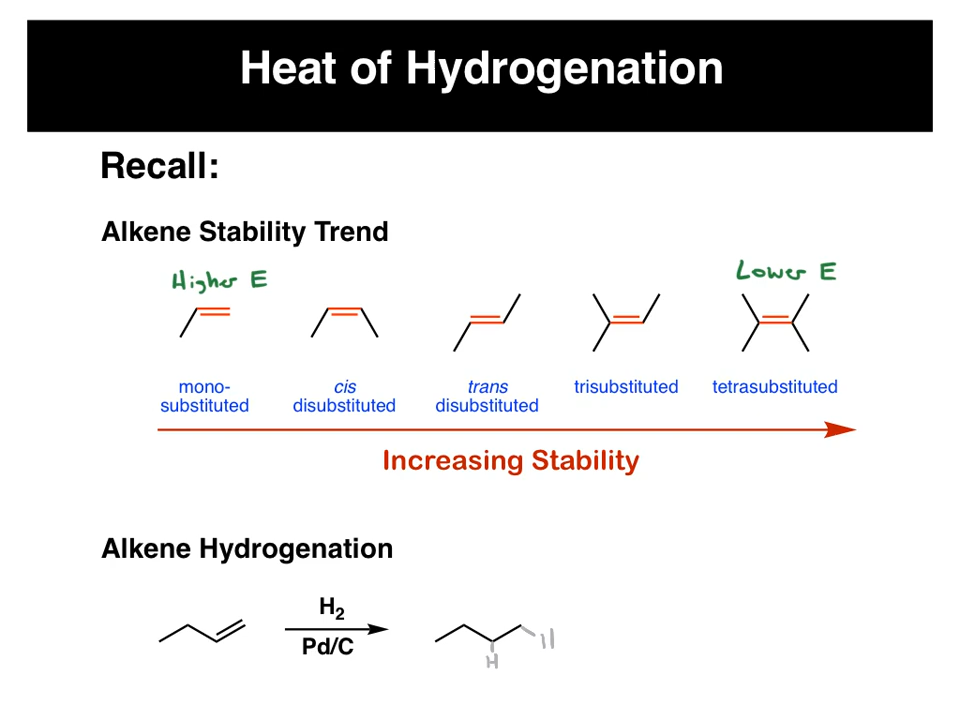 Heat of Hydrogenation
Recall:
Alkene Stability Trend
Higher E
Lower E
mono-
substituted
cis
disubstituted
trans
disubstituted
trisubstituted
tetrasubstituted
Increasing Stability
Alkene Hydrogenation
H₂
Pd/C
H